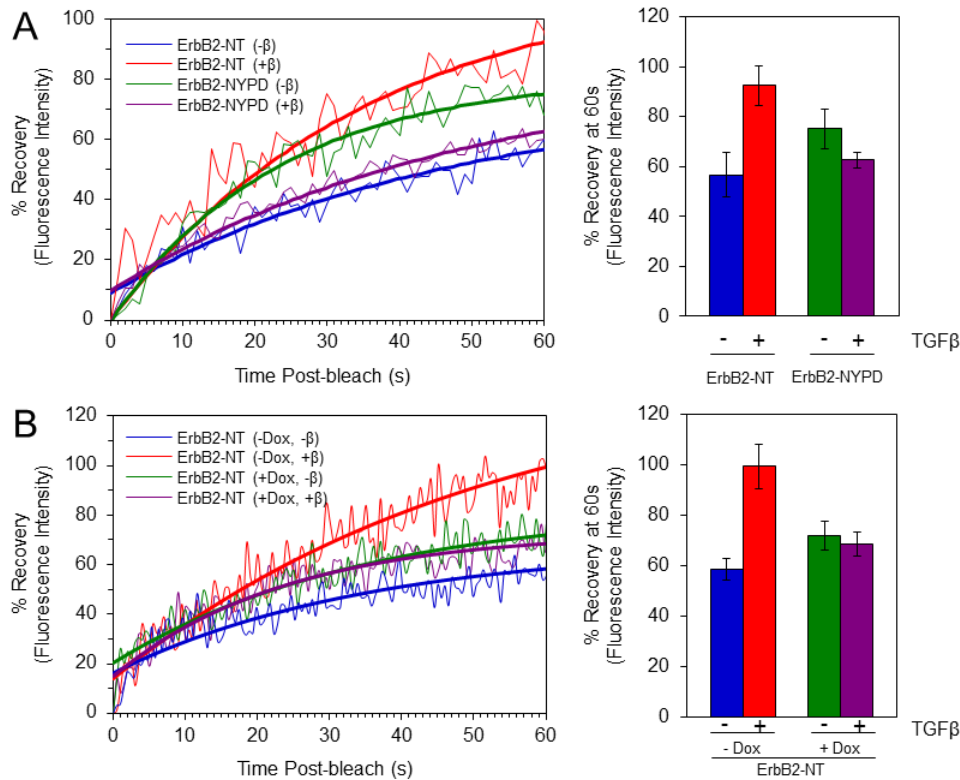 A
% Recovery
(Fluorescence Intensity)
100
80
60
40
20
0
ErbB2-NT (-β)
ErbB2-NT (+β)
ErbB2-NYPD (-β)
ErbB2-NYPD (+β)
0 10 20 30 40 50 60
Time Post-bleach (s)
% Recovery at 60s
(Fluorescence Intensity)
120
100
80
60
40
20
0
- + - + TGFβ
ErbB2-NT ErbB2-NYPD
B
% Recovery
(Fluorescence Intensity)
120
100
80
60
40
20
0
ErbB2-NT (-Dox, -β)
ErbB2-NT (-Dox, +β)
ErbB2-NT (+Dox, -β)
ErbB2-NT (+Dox, +β)
0 10 20 30 40 50 60
Time Post-bleach (s)
% Recovery at 60s
(Fluorescence Intensity)
120
100
80
60
40
20
0
- + - + TGFβ
- Dox + Dox
ErbB2-NT